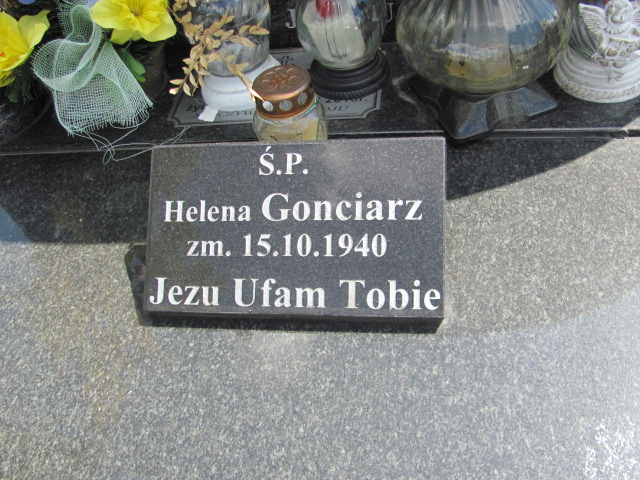 Ś.P.
Helena Gonciarz
zm. 15.10.1940
Jezu Ufam Tobie